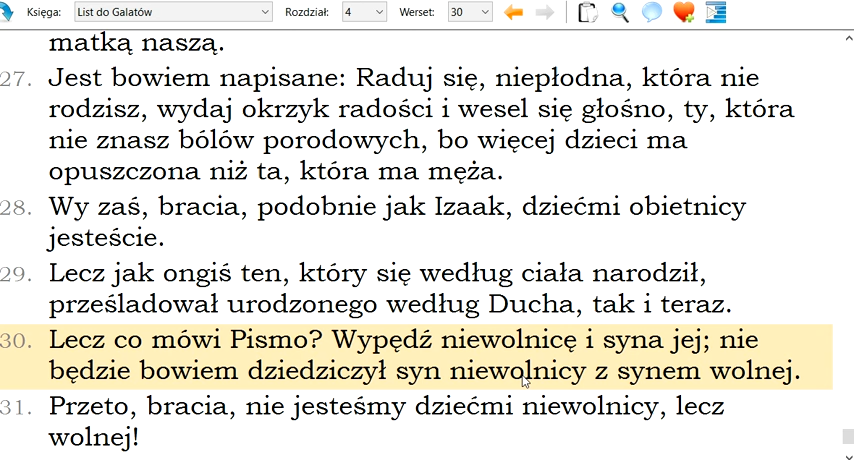 Księga: List do Galatów Rozdział: 4 Werset: 30
matką naszą.
27. Jest bowiem napisane: Raduj się, niepłodna, która nie
rodzisz, wydaj okrzyk radości i wesel się głośno, ty, która
nie znasz bólów porodowych, bo więcej dzieci ma
opuszczona niż ta, która ma męża.
28. Wy zaś, bracia, podobnie jak Izaak, dziećmi obietnicy
jesteście.
29. Lecz jak ongiś ten, który się według ciała narodził,
prześladował urodzonego według Ducha, tak i teraz.
30. Lecz co mówi Pismo? Wypędź niewolnicę i syna jej; nie
będzie bowiem dziedziczył syn niewolnicy z synem wolnej.
31. Przeto, bracia, nie jesteśmy dziećmi niewolnicy, lecz
wolnej!